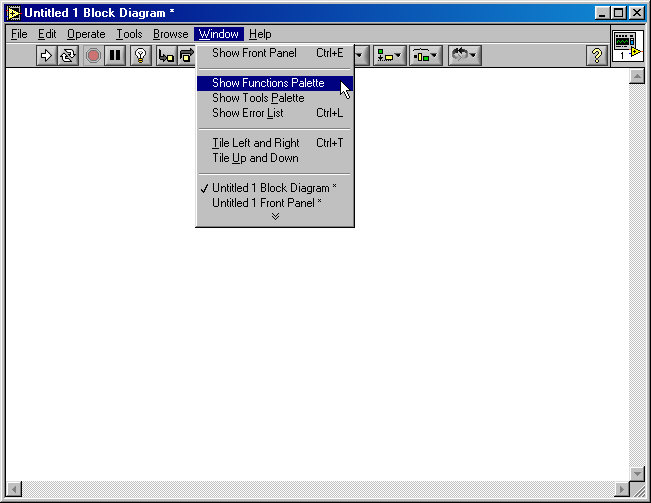 Untitled 1 Block Diagram *
File Edit Operate Tools Browse Window Help
Show Front Panel Ctrl+E
Show Functions Palette
Show Tools Palette
Show Error List Ctrl+L
Tile Left and Right Ctrl+T
Tile Up and Down
✓ Untitled 1 Block Diagram *
Untitled 1 Front Panel *
?
1